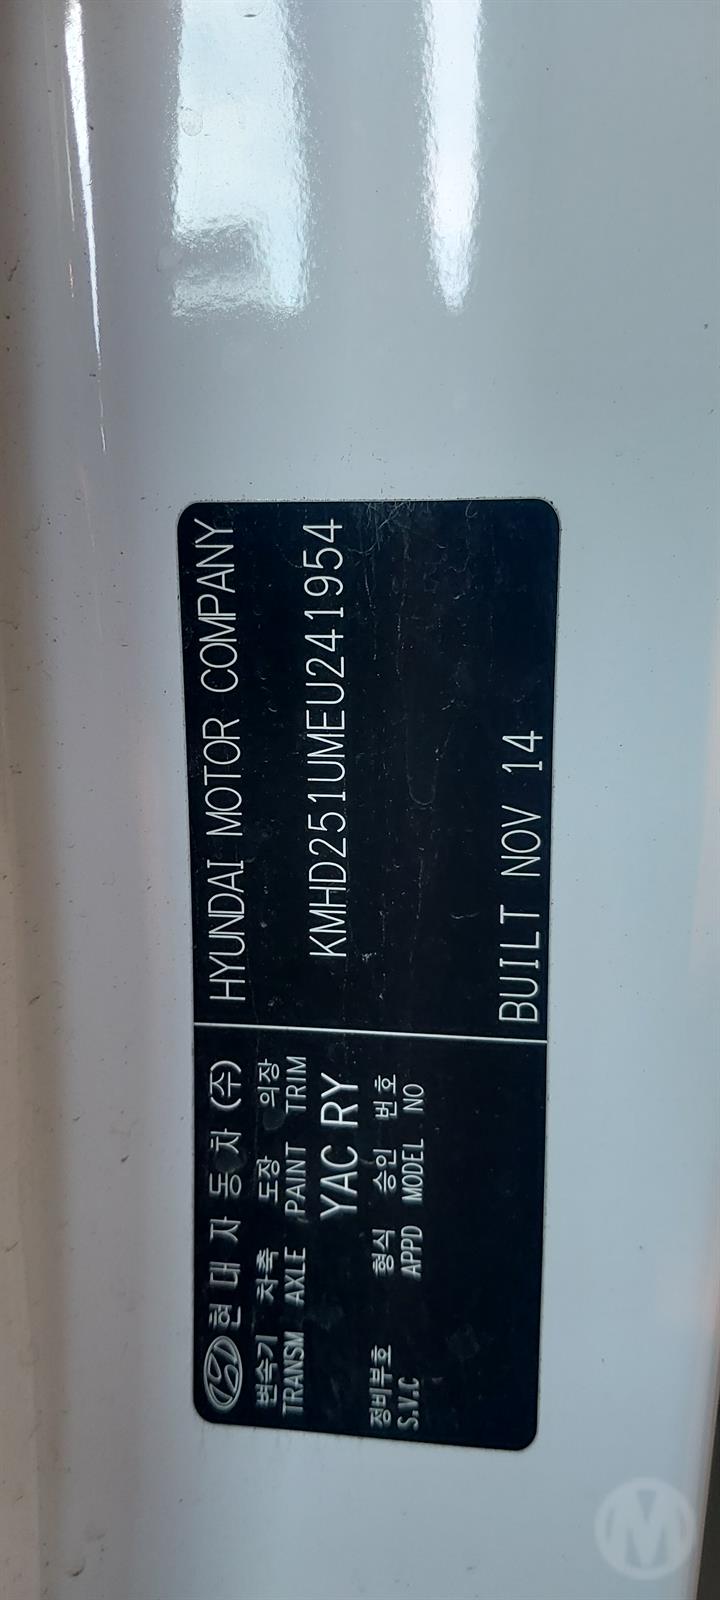 현대자동차(주)
HYUNDAI MOTOR COMPANY
변속기 차축 도장 의장
TRANSM AXLE PAINT TRIM
YAC RY
KMHD251UMEU241954
정비부호 형식 승인 번호
S.V.C APPD MODEL NO
BUILT NOV 14
M